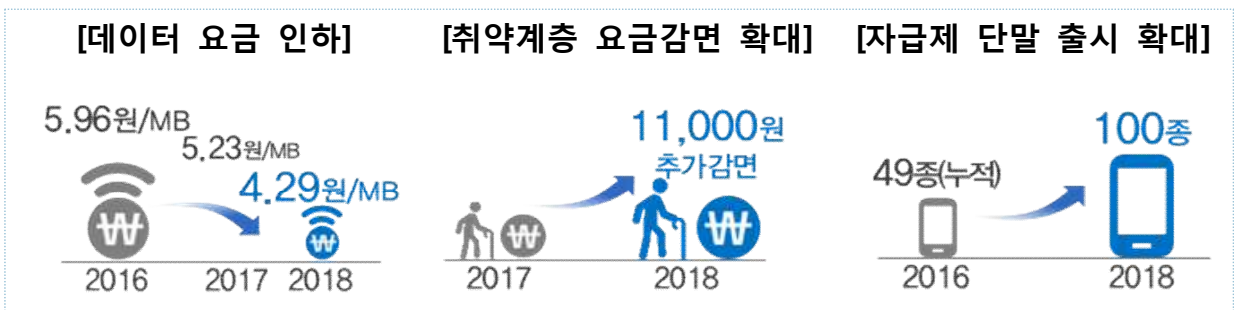 [데이터 요금 인하]
5.96원/MB
5.23원/MB
4.29원/MB
₩
₩
2016
2017
2018
[취약계층 요금감면 확대]
11,000원
추가감면
₩
₩
2017
2018
[자급제 단말 출시 확대]
49종(누적)
100종
2016
2018